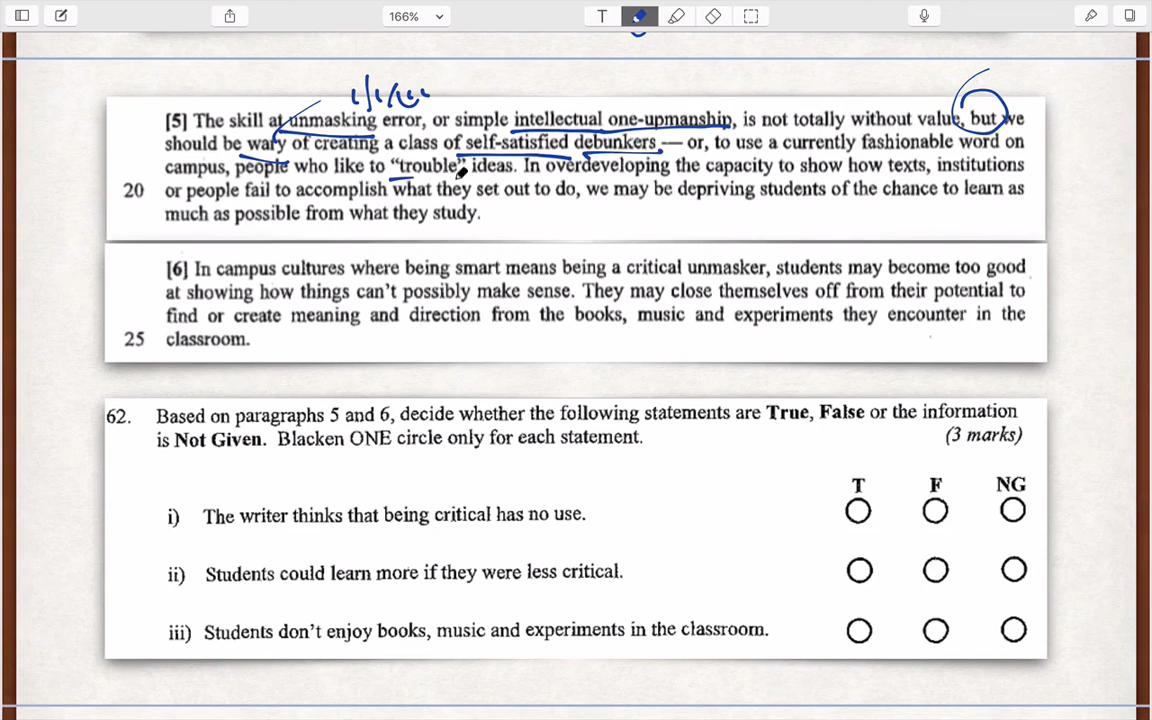 T
166%
[5] The skill at unmasking error, or simple intellectual one-upmanship, is not totally without value, but we
should be wary of creating a class of self-satisfied debunkers — or, to use a currently fashionable word on
campus, people who like to “trouble” ideas. In overdeveloping the capacity to show how texts, institutions
20 or people fail to accomplish what they set out to do, we may be depriving students of the chance to learn as
much as possible from what they study.
[6] In campus cultures where being smart means being a critical unmasker, students may become too good
at showing how things can’t possibly make sense. They may close themselves off from their potential to
find or create meaning and direction from the books, music and experiments they encounter in the
25 classroom.
62. Based on paragraphs 5 and 6, decide whether the following statements are True, False or the information
is Not Given. Blacken ONE circle only for each statement. (3 marks)
T F NG
i) The writer thinks that being critical has no use.
ii) Students could learn more if they were less critical.
iii) Students don’t enjoy books, music and experiments in the classroom.